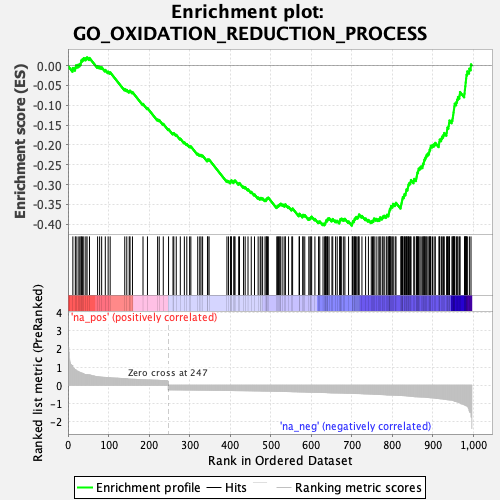 Enrichment plot:
GO_OXIDATION_REDUCTION_PROCESS
Enrichment score (ES)
0.00
-0.05
-0.10
-0.15
-0.20
-0.25
-0.30
-0.35
-0.40
'na_pos' (positively correlated)
Ranked list metric (PreRanked)
4
3
2
1
0
-1
-2
Zero cross at 247
'na_neg' (negatively correlated)
0 100 200 300 400 500 600 700 800 900 1,000
Rank in Ordered Dataset
Enrichment profile Hits Ranking metric scores